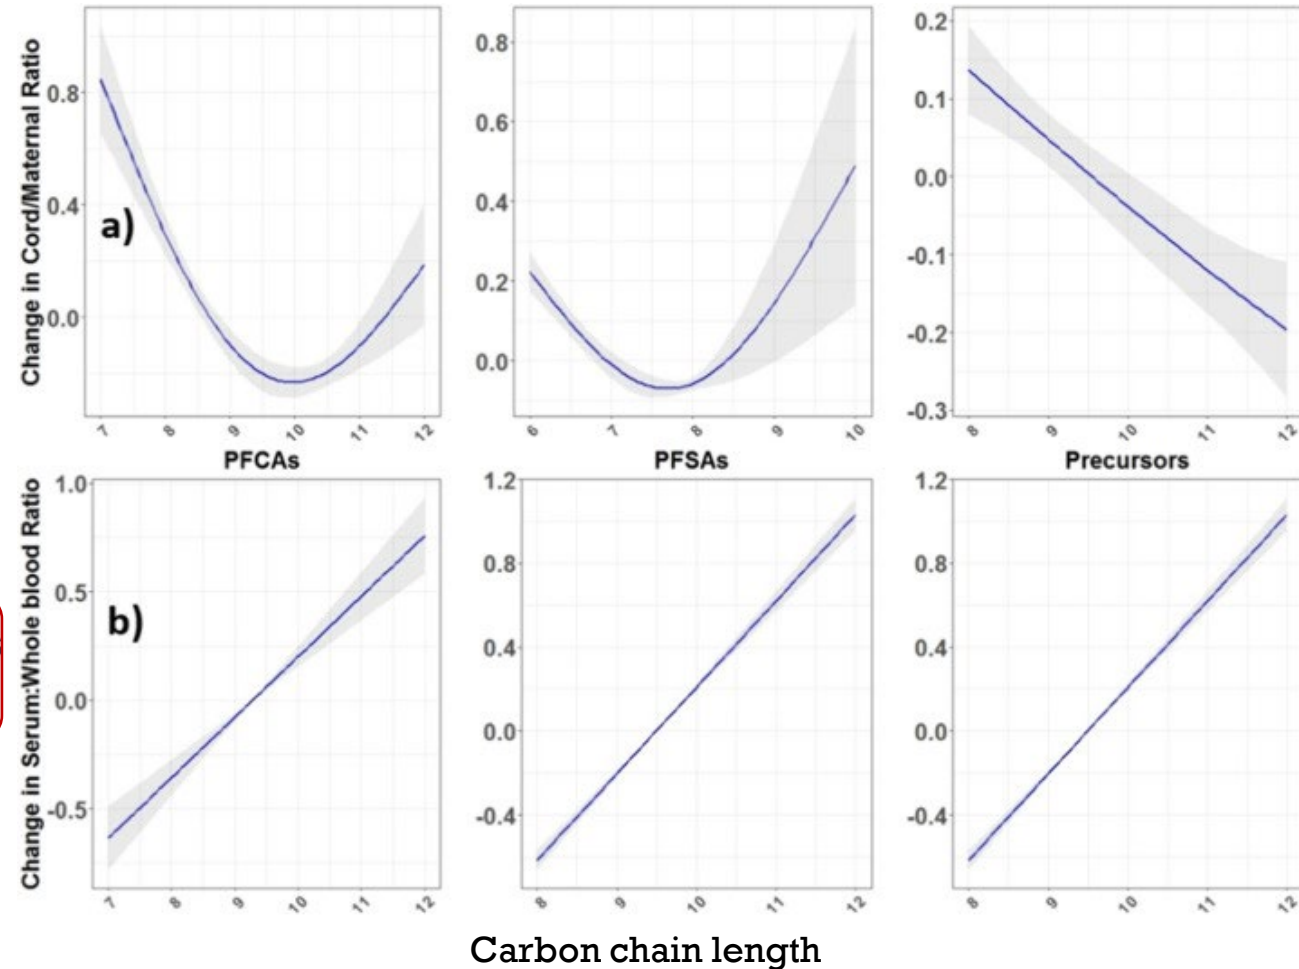 Change in Cord/Maternal Ratio
0.8
0.4
0.0
a)
7 8 9 10 11 12
PFCAs
0.8
0.6
0.4
0.2
0.0
6 7 8 9 10
PFSAs
0.2
0.1
0.0
-0.1
-0.2
-0.3
8 9 10 11 12
Precursors
Change in Serum:Whole blood Ratio
1.0
0.5
0.0
-0.5
b)
7 8 9 10 11 12
1.2
0.8
0.4
0.0
-0.4
8 9 10 11 12
1.2
0.8
0.4
0.0
-0.4
8 9 10 11 12
Carbon chain length